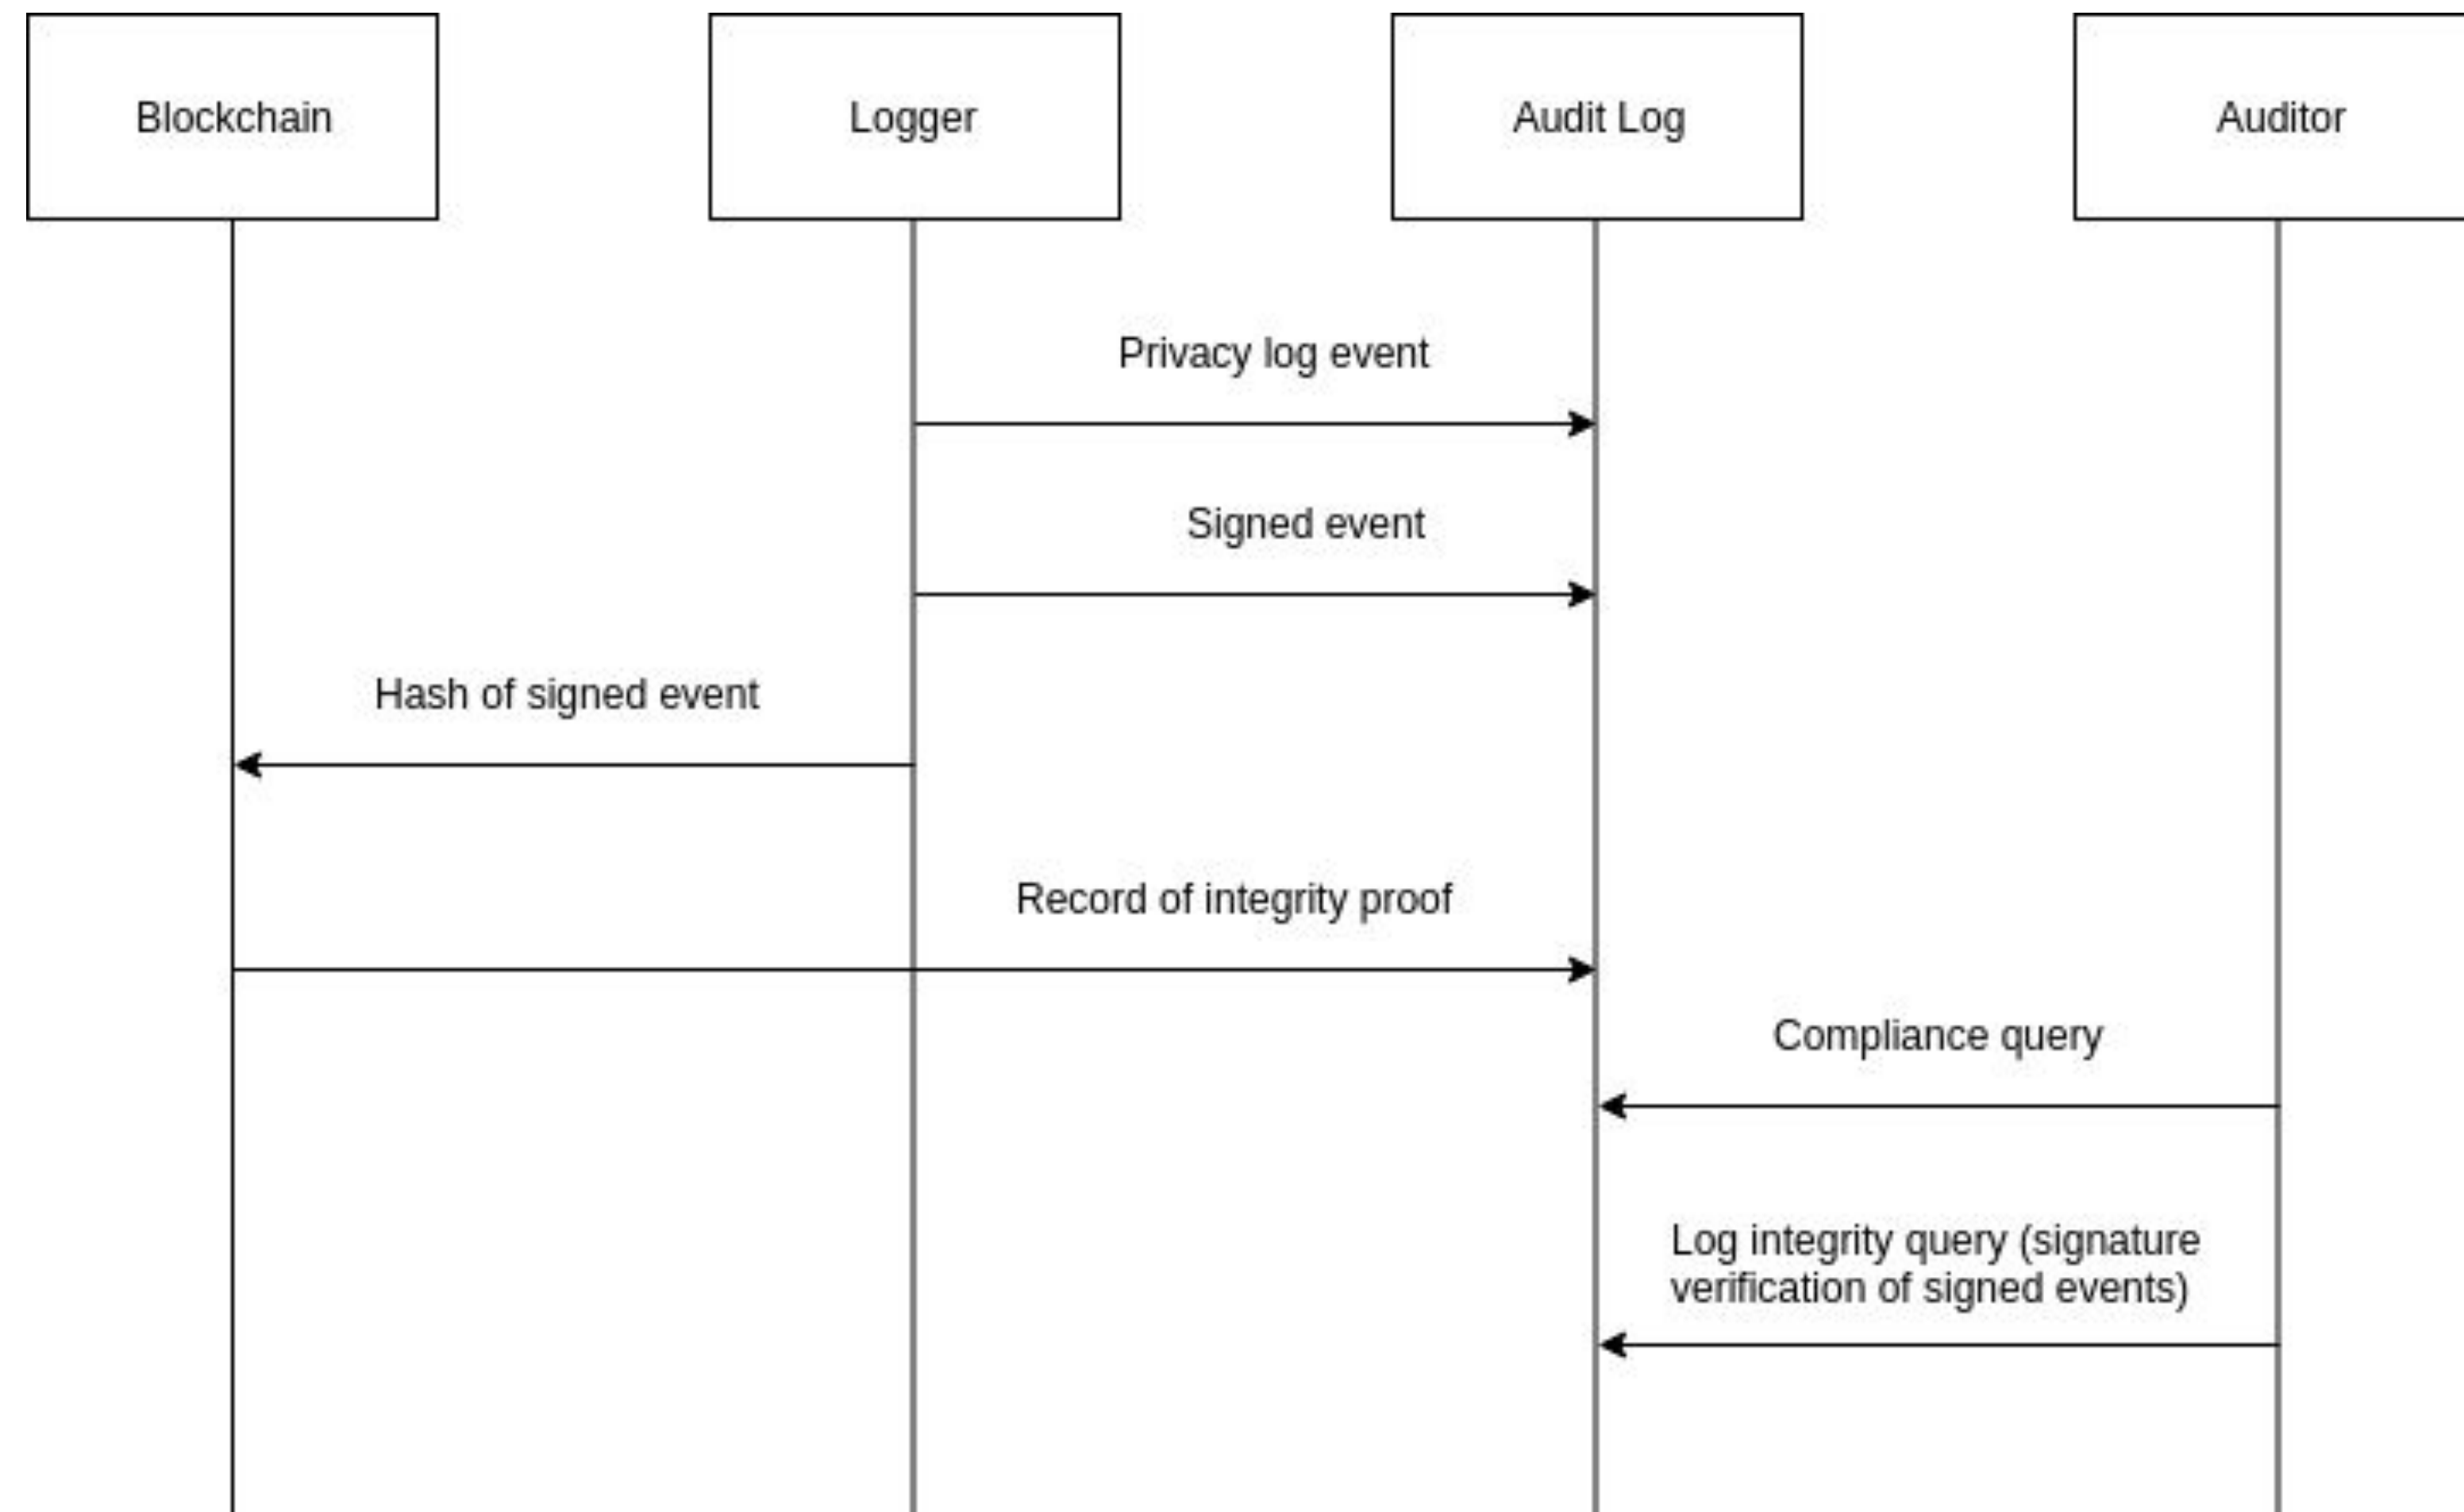 Blockchain
Logger
Audit Log
Auditor
Privacy log event
Signed event
Hash of signed event
Record of integrity proof
Compliance query
Log integrity query (signature
verification of signed events)